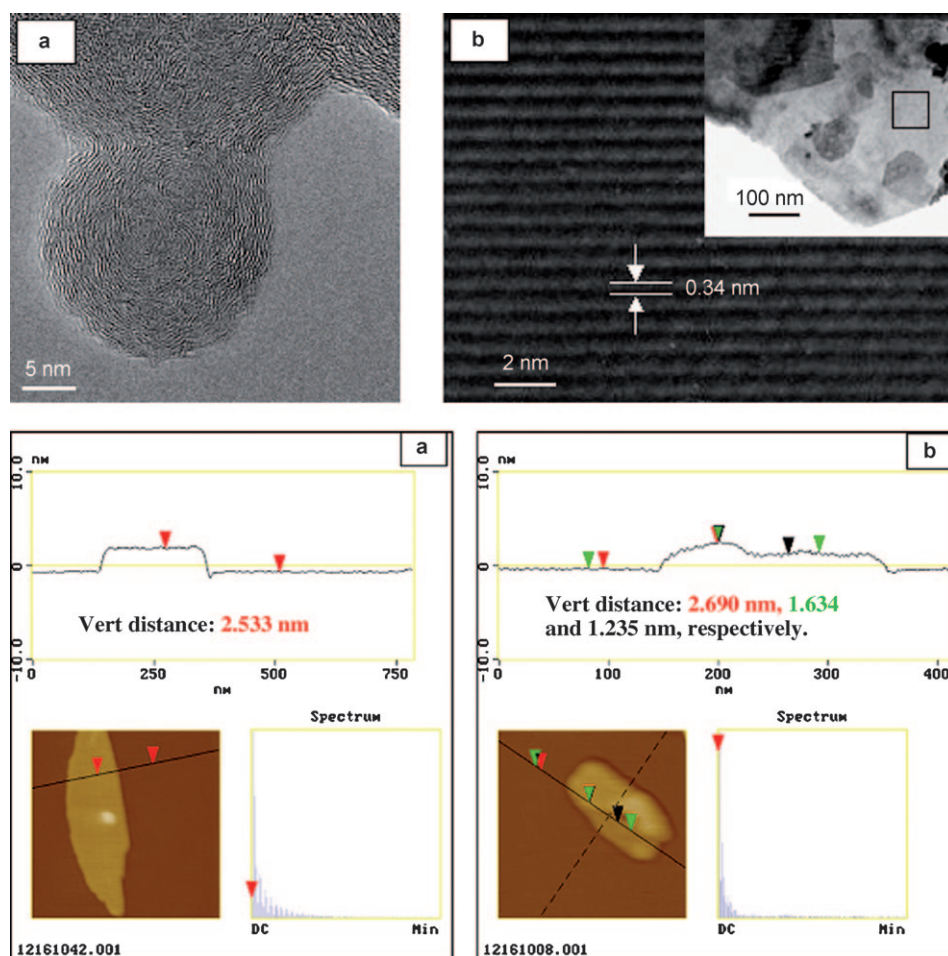 a
5 nm
b
100 nm
0.34 nm
2 nm
a
10.0 nm
0
-10.0
Vert distance: 2.533 nm
0
250
500
750
nm
Spectrum
DC
Min
12161042.001
b
10.0 nm
0
-10.0
Vert distance: 2.690 nm, 1.634
and 1.235 nm, respectively.
0
100
200
300
400
nm
Spectrum
DC
Min
12161008.001